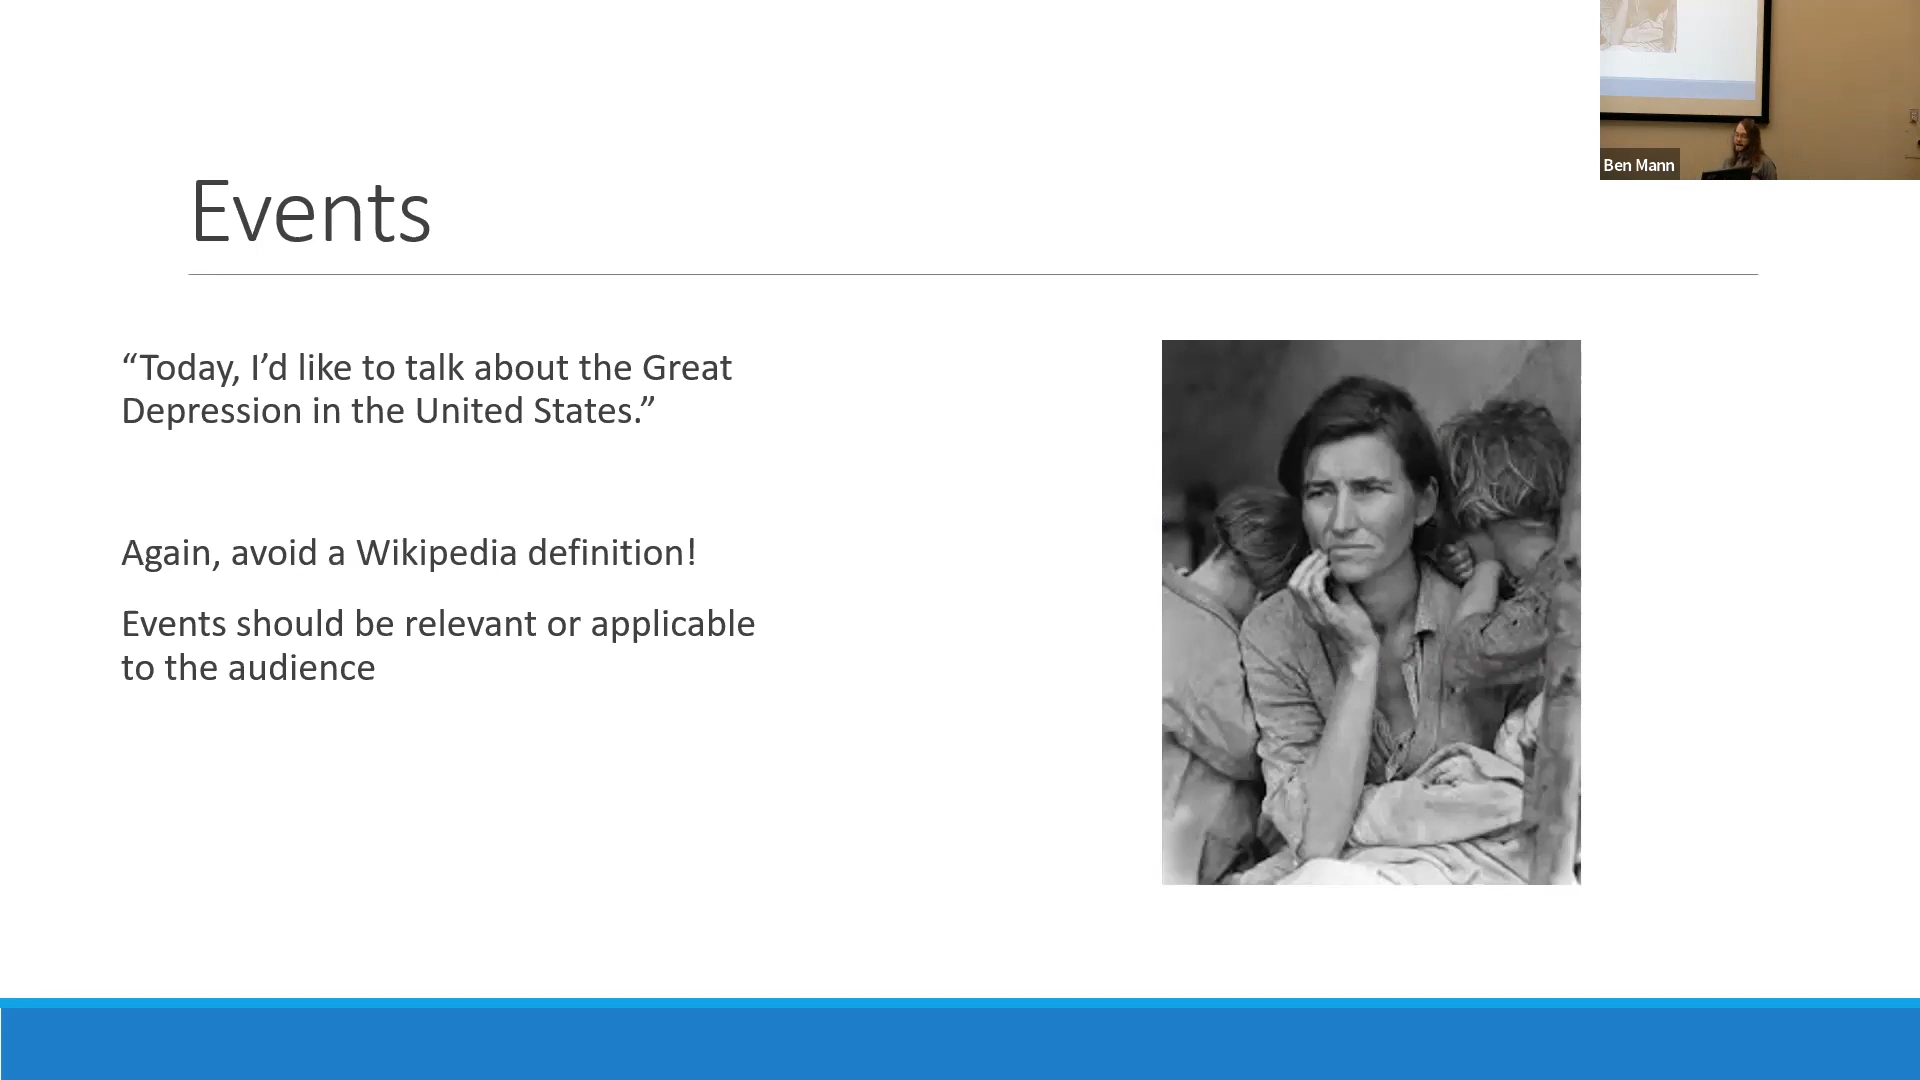 Ben Mann
Events
“Today, I’d like to talk about the Great
Depression in the United States.”
Again, avoid a Wikipedia definition!
Events should be relevant or applicable
to the audience